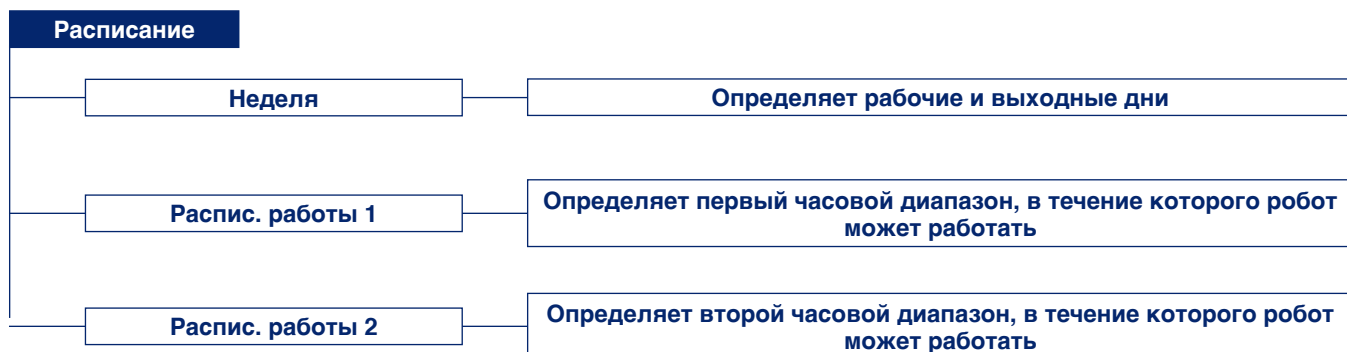 Расписание
Неделя
Определяет рабочие и выходные дни
Распис. работы 1
Определяет первый часовой диапазон, в течение которого робот
может работать
Распис. работы 2
Определяет второй часовой диапазон, в течение которого робот
может работать